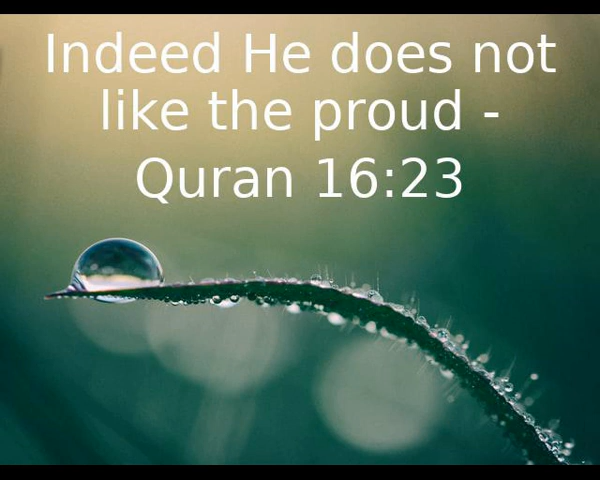 Indeed He does not
like the proud -
Quran 16:23